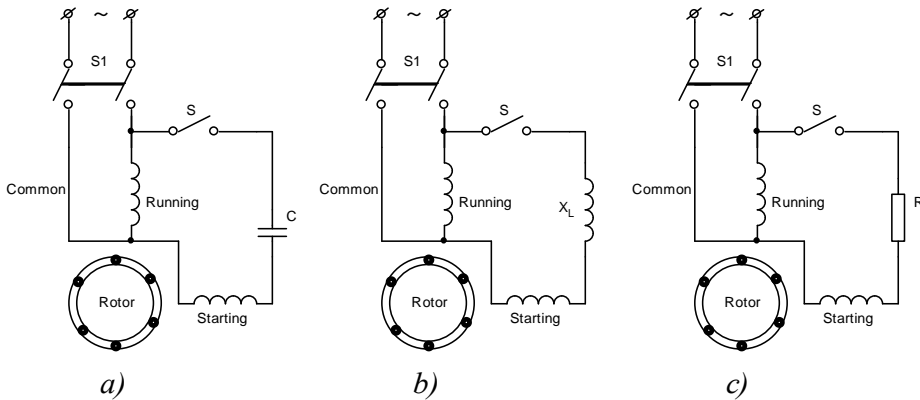 ~
S1
S
Common
Running
C
Rotor
Starting
a)
~
S1
S
Common
Running
XL
Rotor
Starting
b)
~
S1
S
Common
Running
R
Rotor
Starting
c)